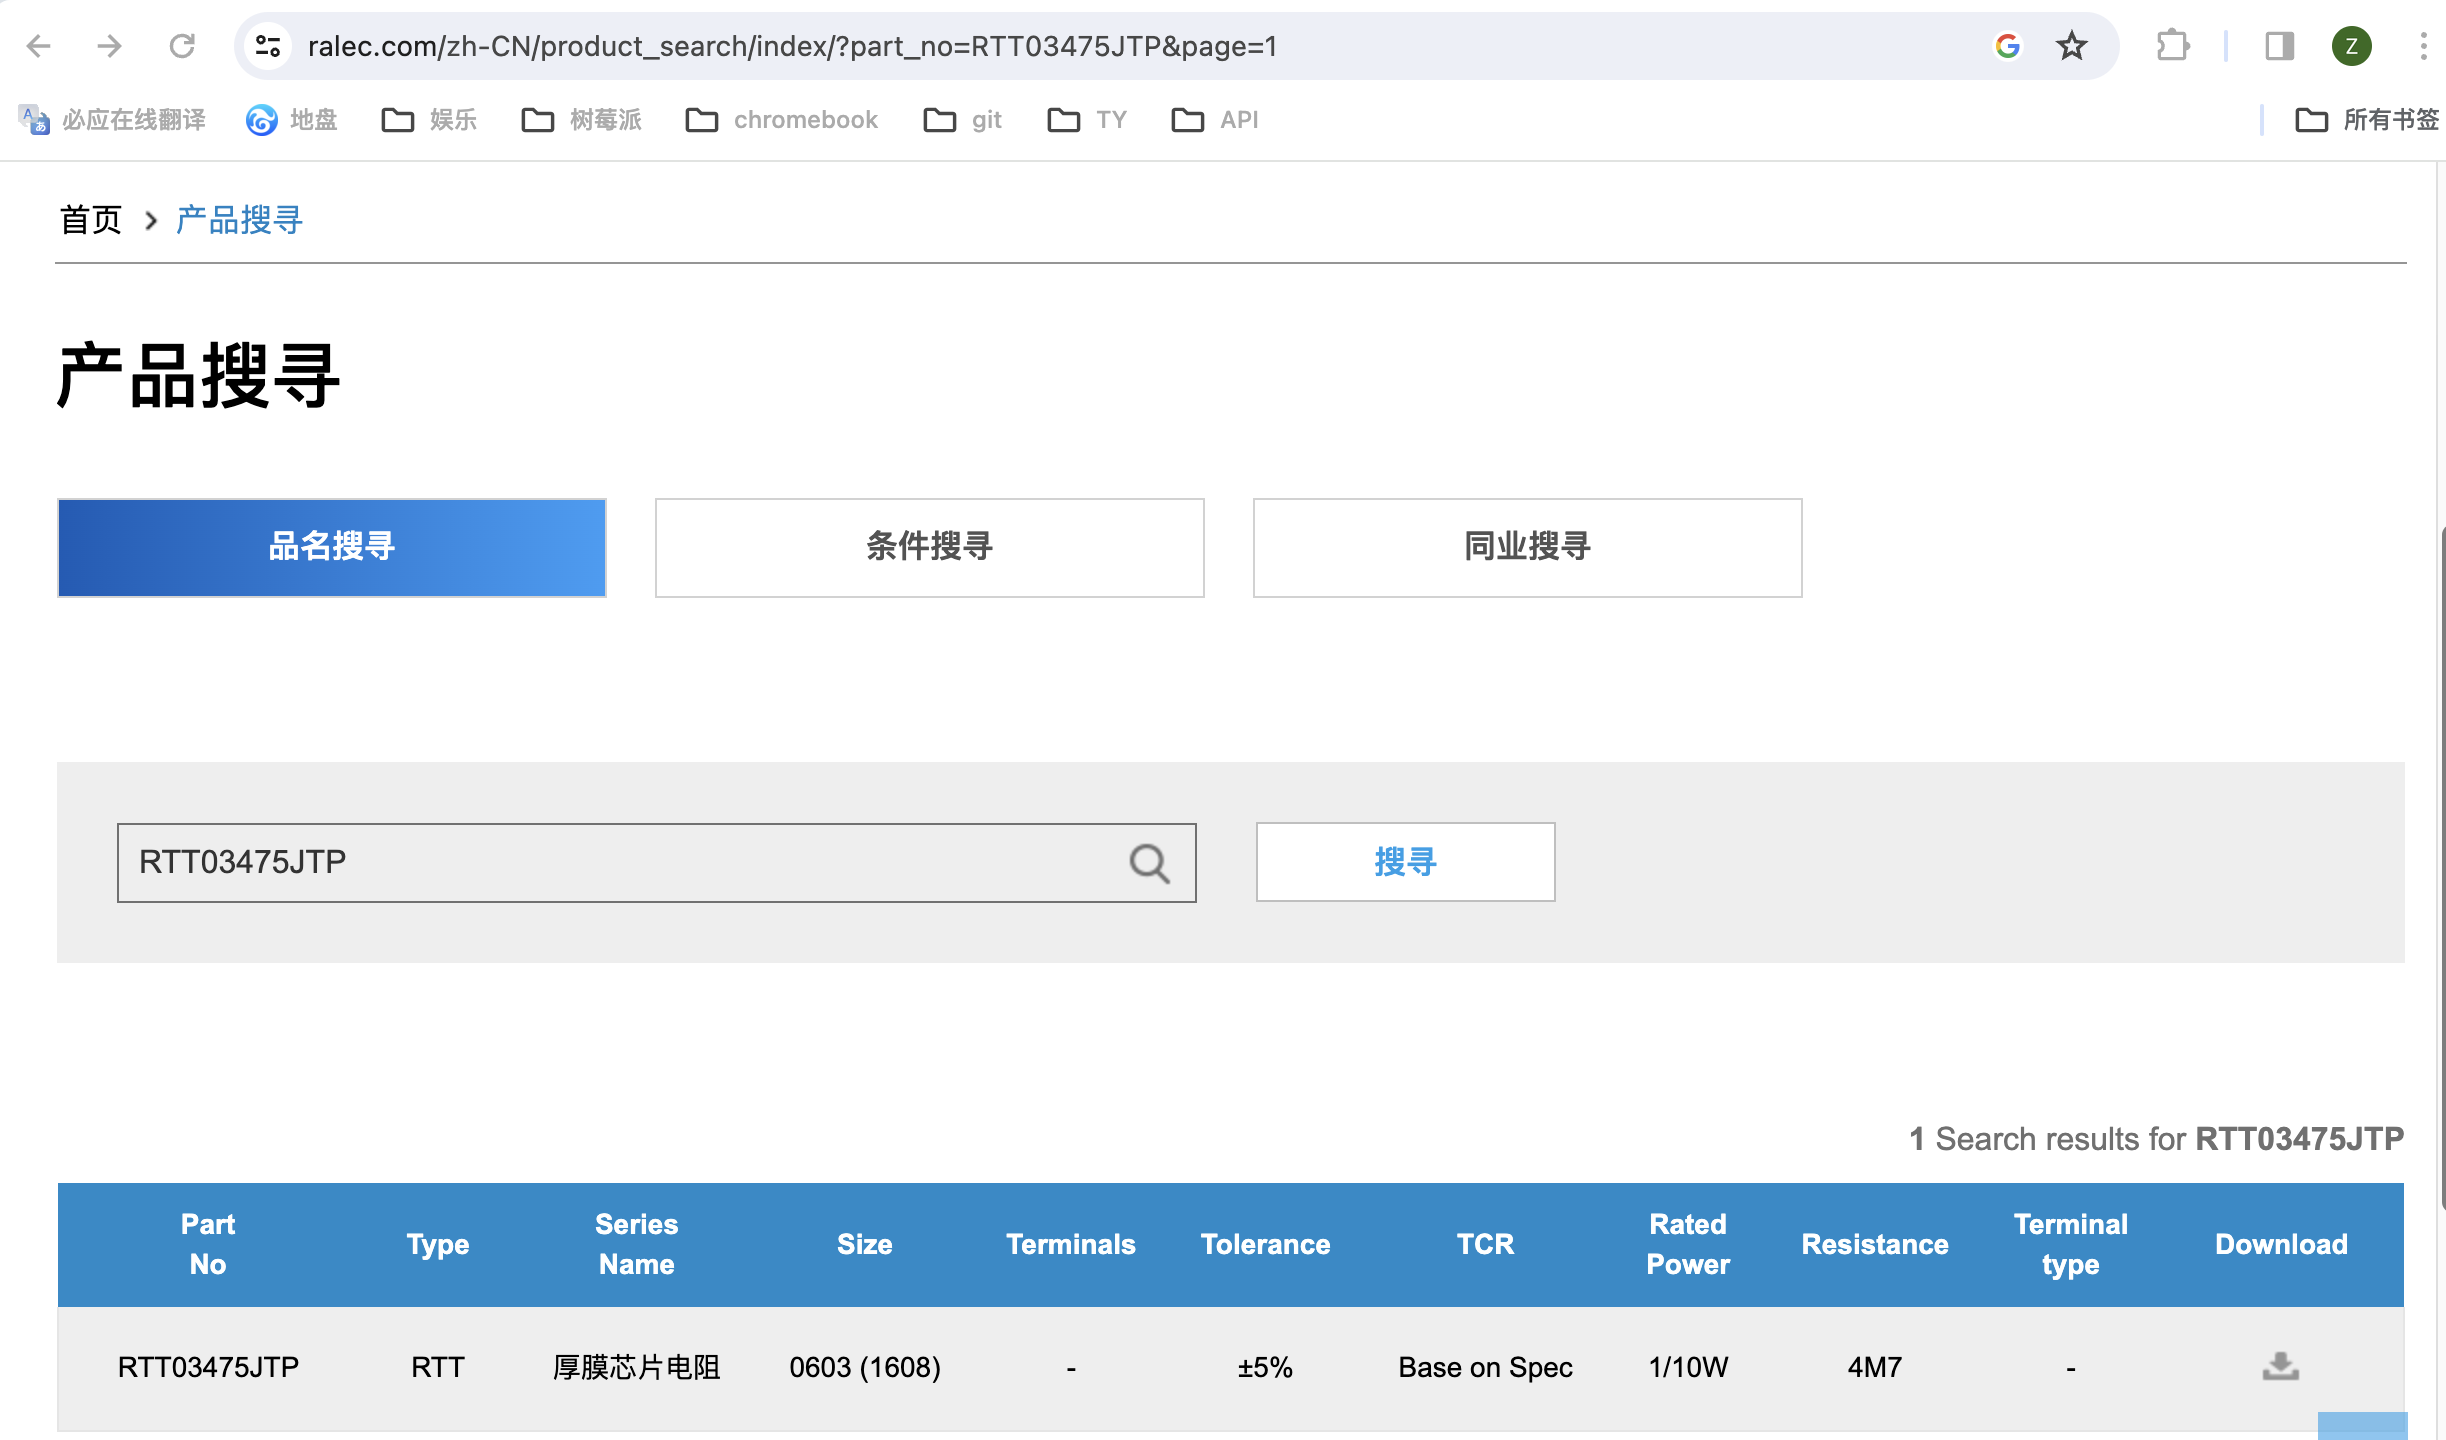 ralec.com/zh-CN/product_search/index/?part_no=RTT03475JTP&page=1
Z
必应在线翻译 地盘 娱乐 树莓派 chromebook git TY API 所有书签
首页 > 产品搜寻
产品搜寻
品名搜寻 条件搜寻 同业搜寻
RTT03475JTP 搜寻
1 Search results for RTT03475JTP
Part No Type Series Name Size Terminals Tolerance TCR Rated Power Resistance Terminal type Download
RTT03475JTP RTT 厚膜芯片电阻 0603 (1608) - ±5% Base on Spec 1/10W 4M7 -